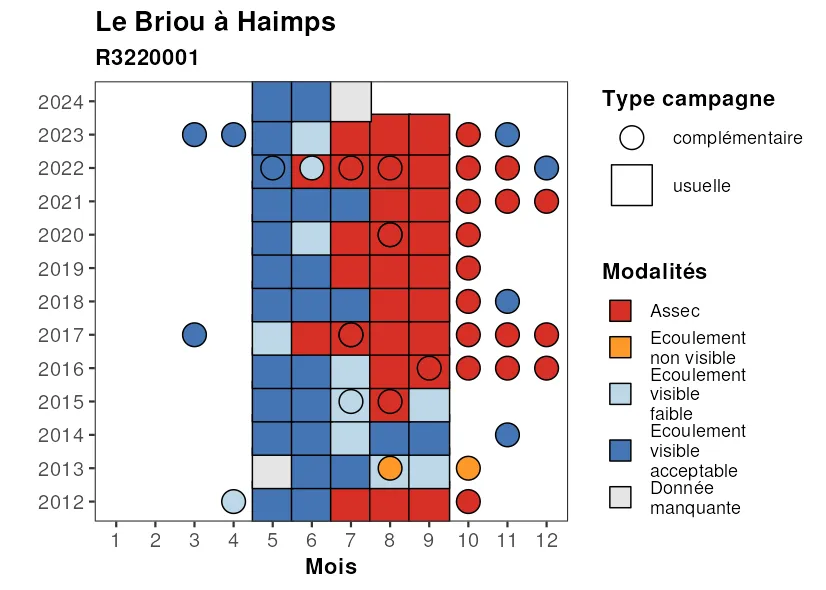 Le Briou à Haimps
R3220001
2024
2023
2022
2021
2020
2019
2018
2017
2016
2015
2014
2013
2012
1 2 3 4 5 6 7 8 9 10 11 12
Mois
Type campagne
complémentaire
usuelle
Modalités
Assec
Ecoulement
non visible
Ecoulement
visible
faible
Ecoulement
visible
acceptable
Donnée
manquante